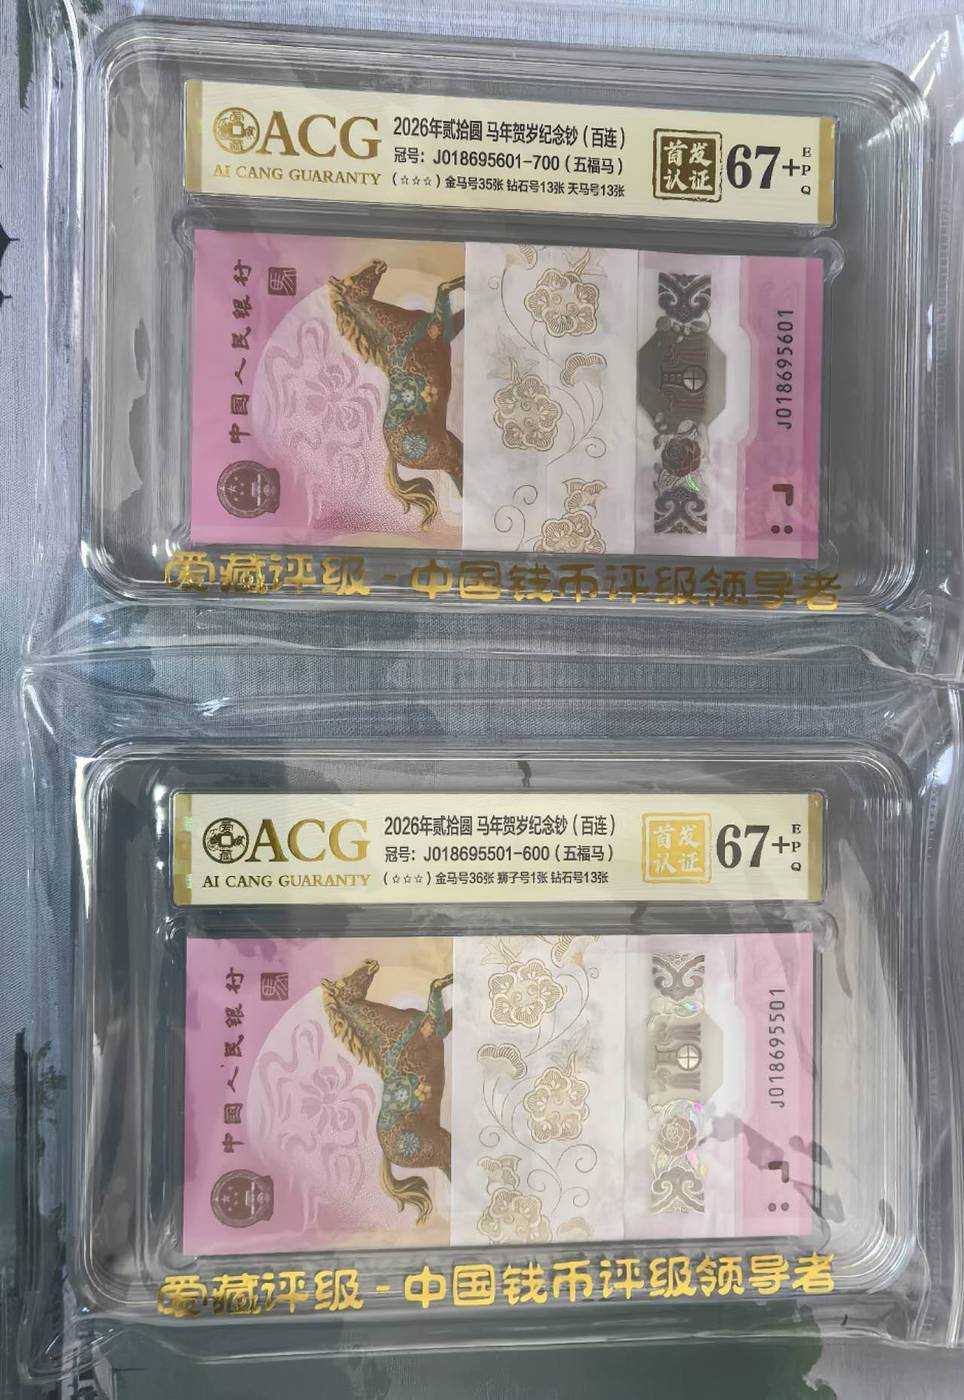 ACG
AI CANG GUARANTY
2026年贰拾圆 马年贺岁纪念钞（百连）
冠号：J018695601-700（五福马）
（☆☆☆）金马号35张 钻石号13张 天马号13张
首发
认证
67+
EPQ
中国人民银行
J018695601
爱藏评级-中国钱币评级领导者
ACG
AI CANG GUARANTY
2026年贰拾圆 马年贺岁纪念钞（百连）
冠号：J018695501-600（五福马）
（☆☆☆）金马号36张 狮子号1张 钻石号13张
首发
认证
67+
EPQ
中国人民银行
J018695501
爱藏评级-中国钱币评级领导者